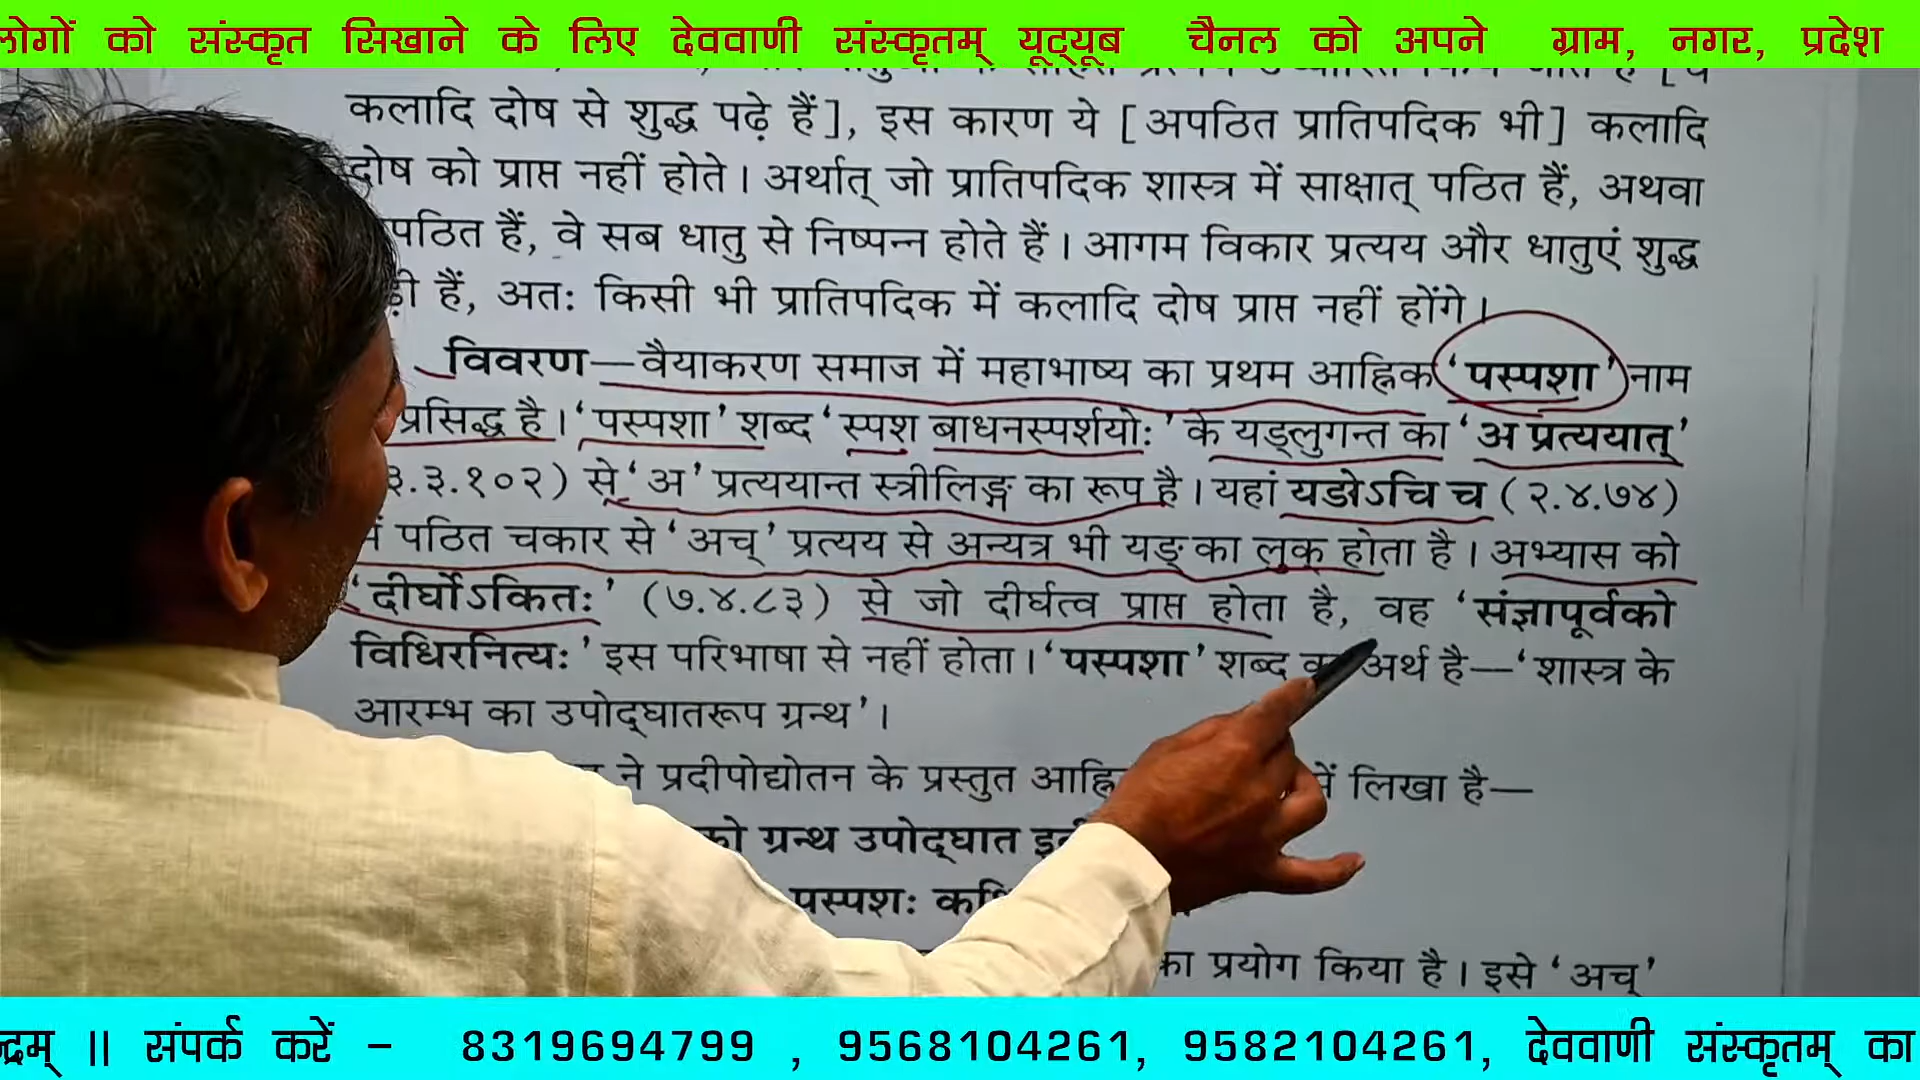 लोगों को संस्कृत सिखाने के लिए देववाणी संस्कृतम् यूट्यूब चैनल को अपने ग्राम, नगर, प्रदेश
कलादि दोष से शुद्ध पढ़े हैं], इस कारण ये [अपठित प्रातिपदिक भी] कलादि
दोष को प्राप्त नहीं होते। अर्थात् जो प्रातिपदिक शास्त्र में साक्षात् पठित हैं, अथवा
पठित हैं, वे सब धातु से निष्पन्न होते हैं। आगम विकार प्रत्यय और धातुएं शुद्ध
हैं, अतः किसी भी प्रातिपदिक में कलादि दोष प्राप्त नहीं होंगे।
विवरण—वैयाकरण समाज में महाभाष्य का प्रथम आह्निक 'पस्पशा' नाम
प्रसिद्ध है। 'पस्पशा' शब्द 'स्पश बाधनस्पर्शयोः' के यङ्लुगन्त का 'अ प्रत्ययात्'
३.३.१०२) से 'अ' प्रत्ययान्त स्त्रीलिङ्ग का रूप है। यहां यङोऽचि च (२.४.७४)
में पठित चकार से 'अच्' प्रत्यय से अन्यत्र भी यङ् का लुक् होता है। अभ्यास को
'दीर्घोऽकितः' (७.४.८३) से जो दीर्घत्व प्राप्त होता है, वह 'संज्ञापूर्वको
विधिरनित्यः' इस परिभाषा से नहीं होता। 'पस्पशा' शब्द का अर्थ है—'शास्त्र के
आरम्भ का उपोद्घातरूप ग्रन्थ'।
ने प्रदीपोद्योतन के प्रस्तुत में लिखा है—
ग्रन्थ उपोद्घात
पस्पशः
का प्रयोग किया है। इसे 'अच्'
॥ संपर्क करें - 8319694799 , 9568104261, 9582104261, देववाणी संस्कृतम् का